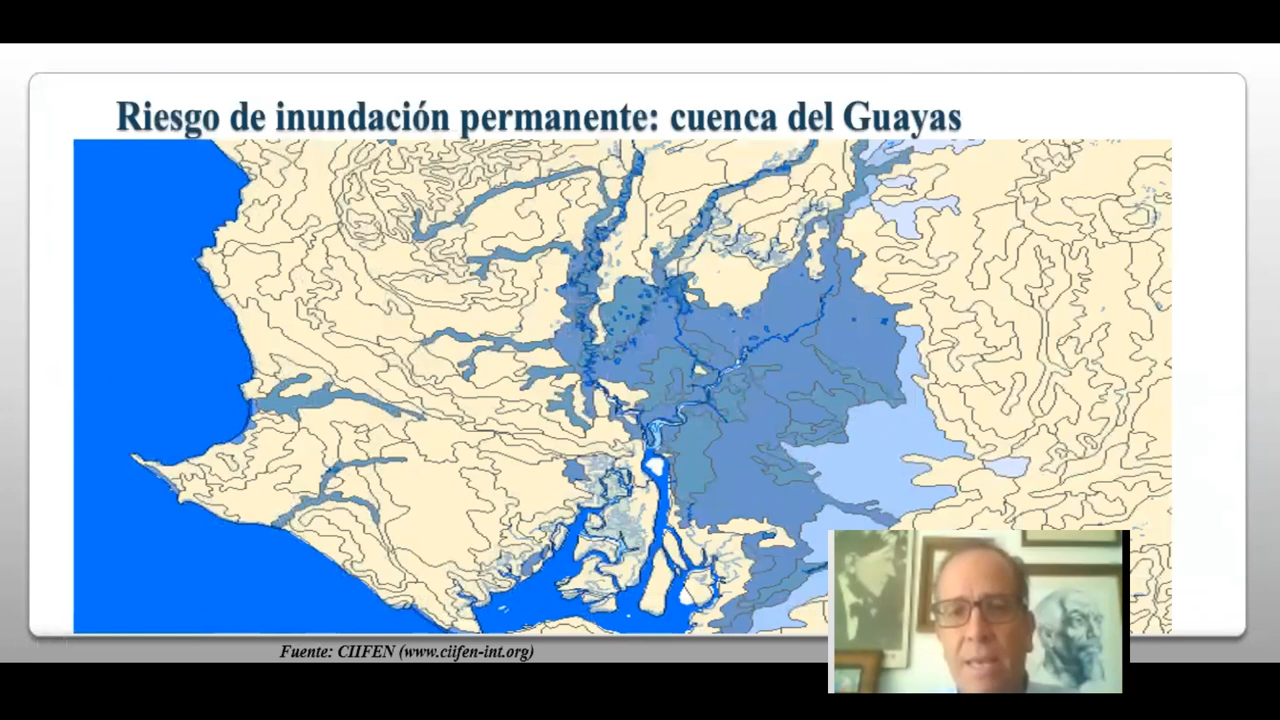 Riesgo de inundación permanente: cuenca del Guayas
Fuente: CIIFEN (www.ciifen-int.org)